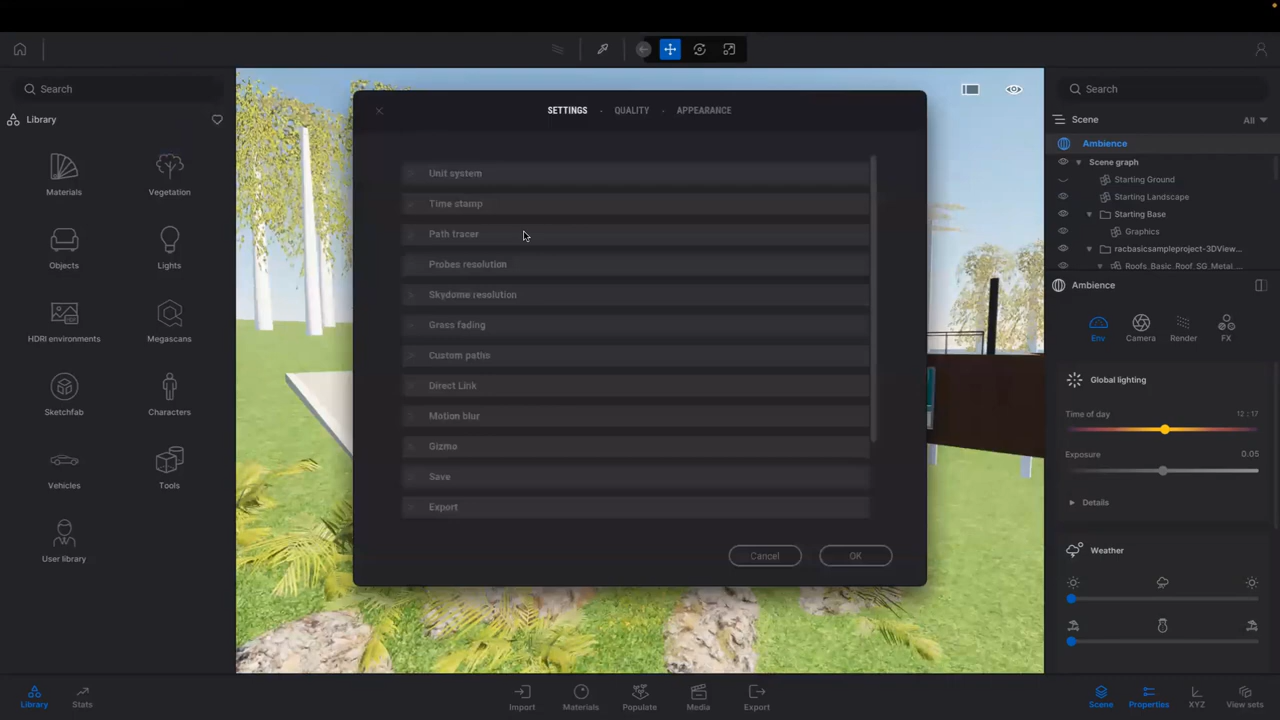 Search
Library
Materials
Vegetation
Objects
Lights
HDRI environments
Megascans
Sketchfab
Characters
Vehicles
Tools
User library
SETTINGS - QUALITY - APPEARANCE
Unit system
Time stamp
Path tracer
Probes resolution
Skydome resolution
Grass fading
Custom paths
Direct Link
Motion blur
Gizmo
Save
Export
Cancel
OK
Search
Scene
All
Ambience
Scene graph
Starting Ground
Starting Landscape
Starting Base
Graphics
racbasicsampleproject-3DView...
Roofs_Basic_Roof_SG_Metal_...
Ambience
Env
Camera
Render
FX
Global lighting
Time of day
12 : 17
Exposure
0.05
Details
Weather
Library
Stats
Import
Materials
Populate
Media
Export
Scene
Properties
XYZ
View sets